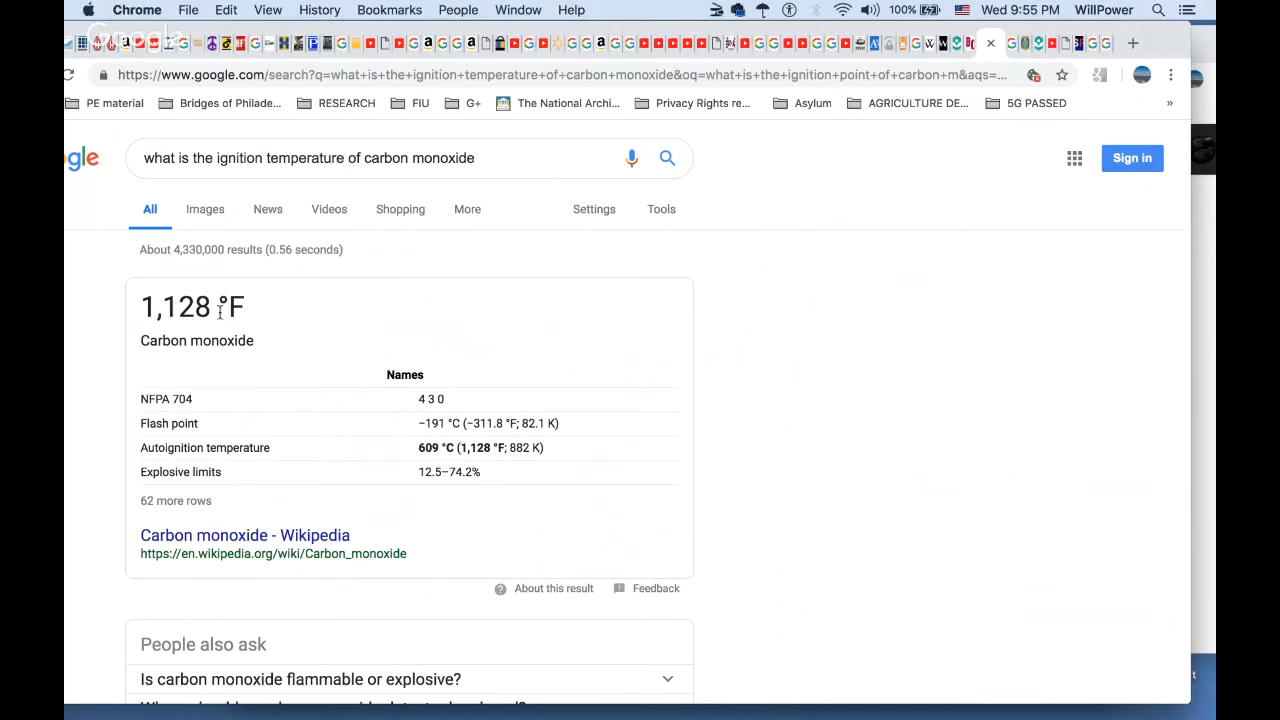 Chrome File Edit View History Bookmarks People Window Help 100% Wed 9:55 PM WillPower
Google
https://www.google.com/search?q=what+is+the+ignition+temperature+of+carbon+monoxide&oq=what+is+the+ignition+point+of+carbon+m&aqs=...
PE material Bridges of Philade... RESEARCH FIU G+ The National Archi... Privacy Rights re... Asylum AGRICULTURE DE... 5G PASSED »
gle what is the ignition temperature of carbon monoxide Sign in
All Images News Videos Shopping More Settings Tools
About 4,330,000 results (0.56 seconds)
1,128 °F
Carbon monoxide
Names
NFPA 704 4 3 0
Flash point −191 °C (−311.8 °F; 82.1 K)
Autoignition temperature 609 °C (1,128 °F; 882 K)
Explosive limits 12.5–74.2%
62 more rows
Carbon monoxide - Wikipedia
https://en.wikipedia.org/wiki/Carbon_monoxide
About this result Feedback
People also ask
Is carbon monoxide flammable or explosive?